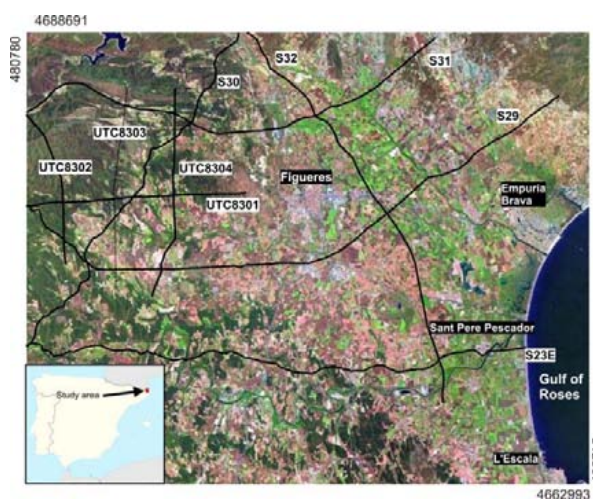 4688691
480780
S32
S31
S30
S29
UTC8303
UTC8302
UTC8304
Figueres
UTC8301
Empuria
Brava
Sant Pere Pescador
S23E
Study area
Gulf of
Roses
L'Escala
4662993